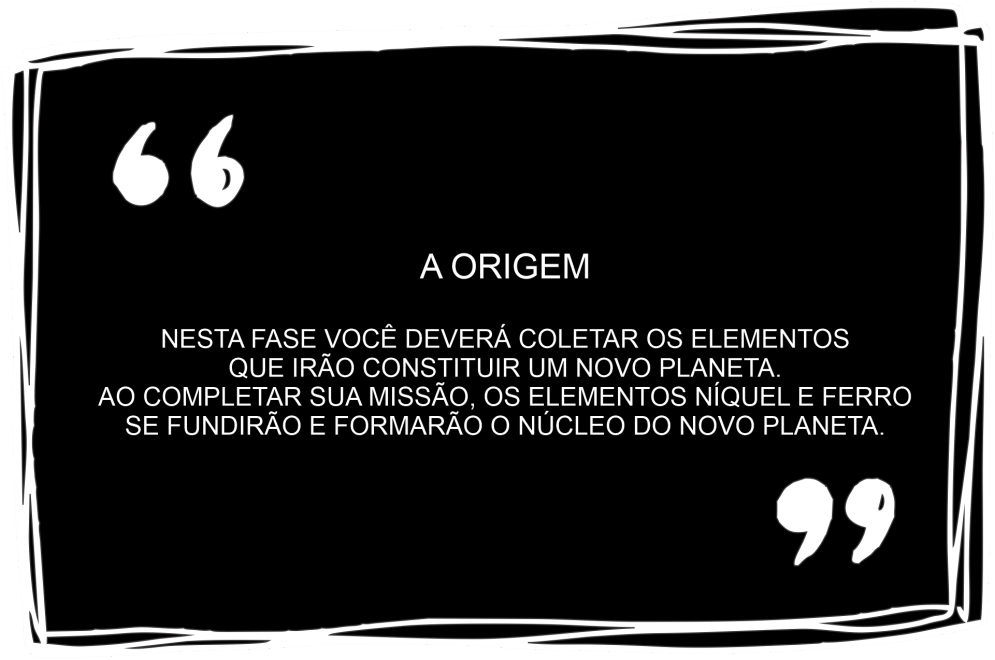 A ORIGEM
NESTA FASE VOCÊ DEVERÁ COLETAR OS ELEMENTOS
QUE IRÃO CONSTITUIR UM NOVO PLANETA.
AO COMPLETAR SUA MISSÃO, OS ELEMENTOS NÍQUEL E FERRO
SE FUNDIRÃO E FORMARÃO O NÚCLEO DO NOVO PLANETA.